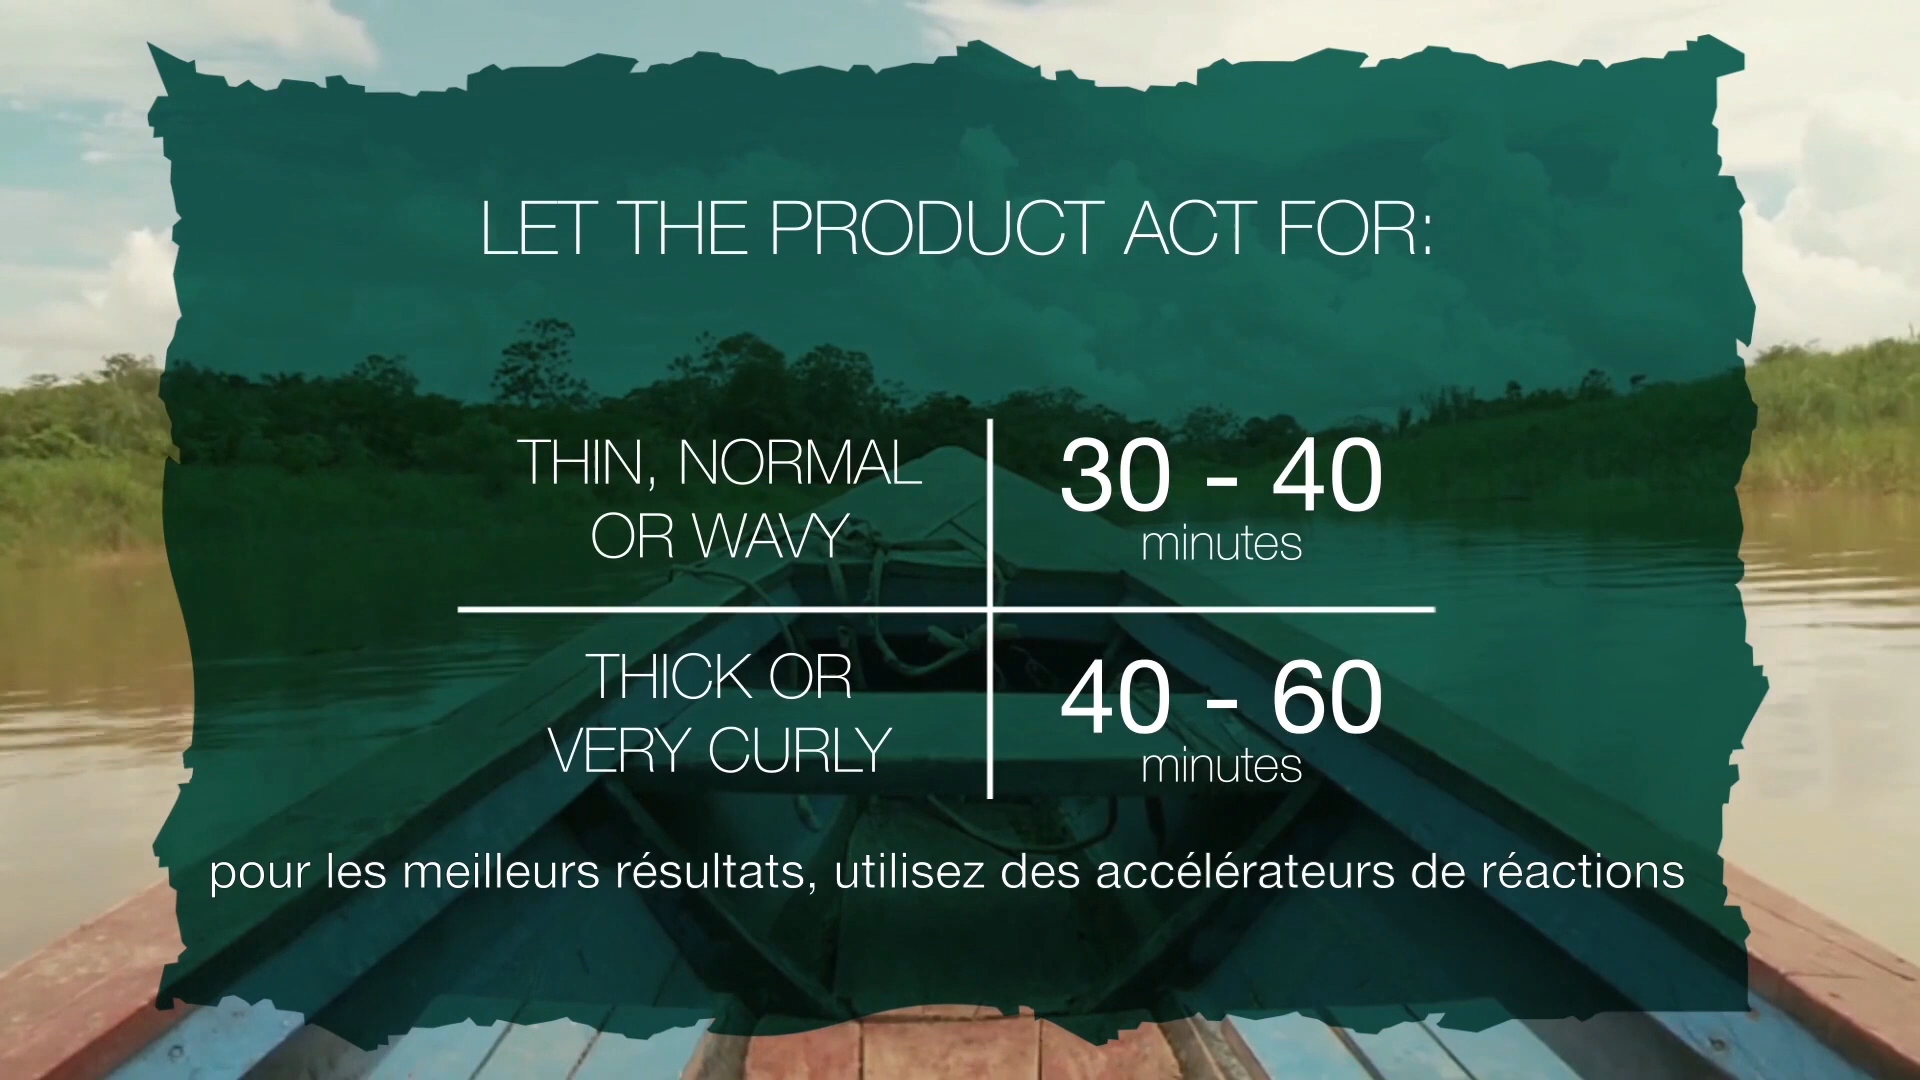 LET THE PRODUCT ACT FOR:
THIN, NORMAL
OR WAVY
30 - 40
minutes
THICK OR
VERY CURLY
40 - 60
minutes
pour les meilleurs résultats, utilisez des accélérateurs de réactions